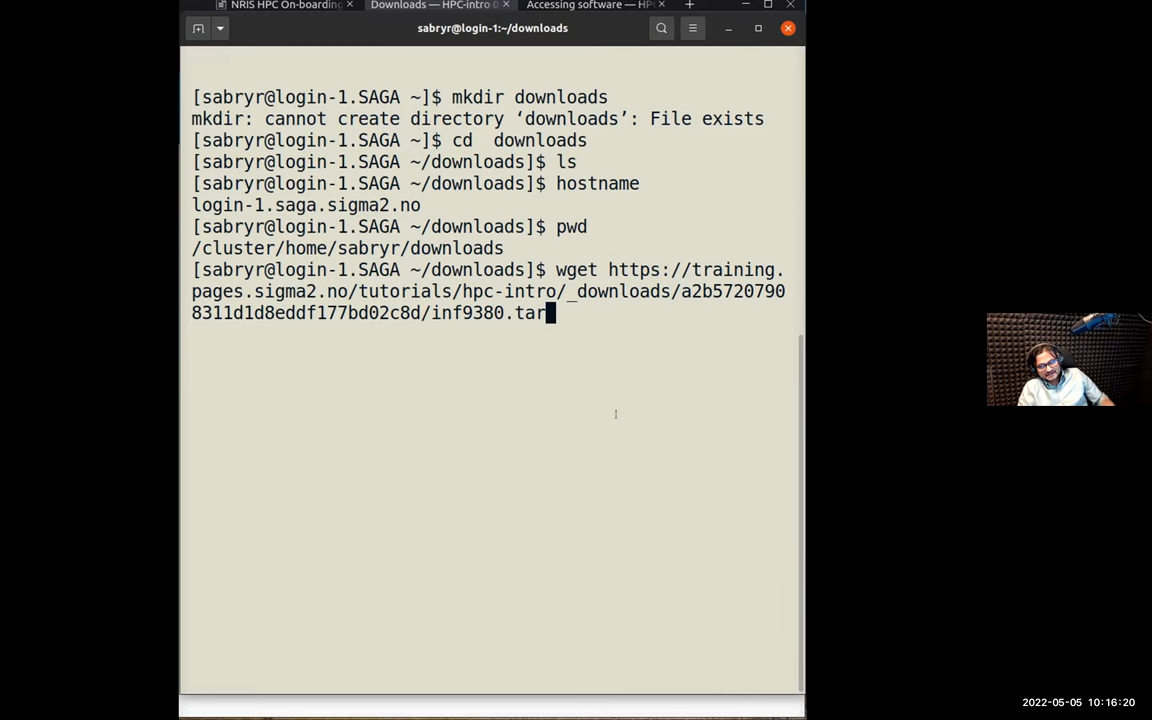 NRIS HPC On-boarding
Downloads — HPC-intro 0
Accessing software — HP
sabryr@login-1:~/downloads
[sabryr@login-1.SAGA ~]$ mkdir downloads
mkdir: cannot create directory ‘downloads’: File exists
[sabryr@login-1.SAGA ~]$ cd  downloads
[sabryr@login-1.SAGA ~/downloads]$ ls
[sabryr@login-1.SAGA ~/downloads]$ hostname
login-1.saga.sigma2.no
[sabryr@login-1.SAGA ~/downloads]$ pwd
/cluster/home/sabryr/downloads
[sabryr@login-1.SAGA ~/downloads]$ wget https://training.
pages.sigma2.no/tutorials/hpc-intro/_downloads/a2b5720790
8311d1d8eddf177bd02c8d/inf9380.tar
2022-05-05 10:16:20